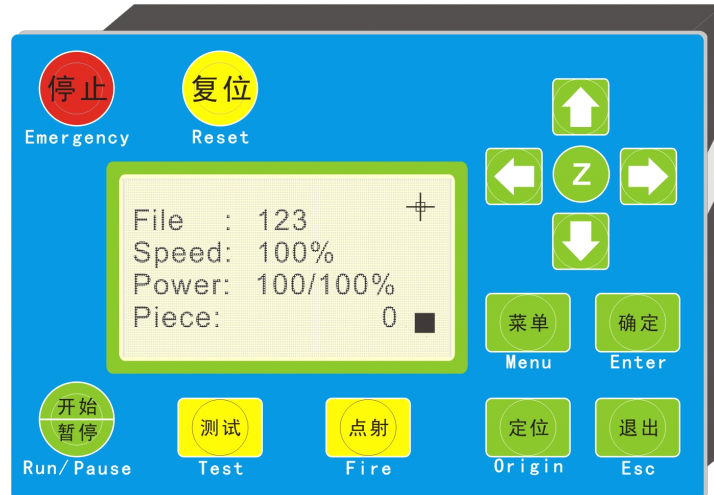 停止
复位
Emergency
Reset
Z
File : 123
Speed: 100%
Power: 100/100%
Piece: 0
菜单
确定
Menu
Enter
开始
暂停
测试
点射
定位
退出
Run/Pause
Test
Fire
Origin
Esc